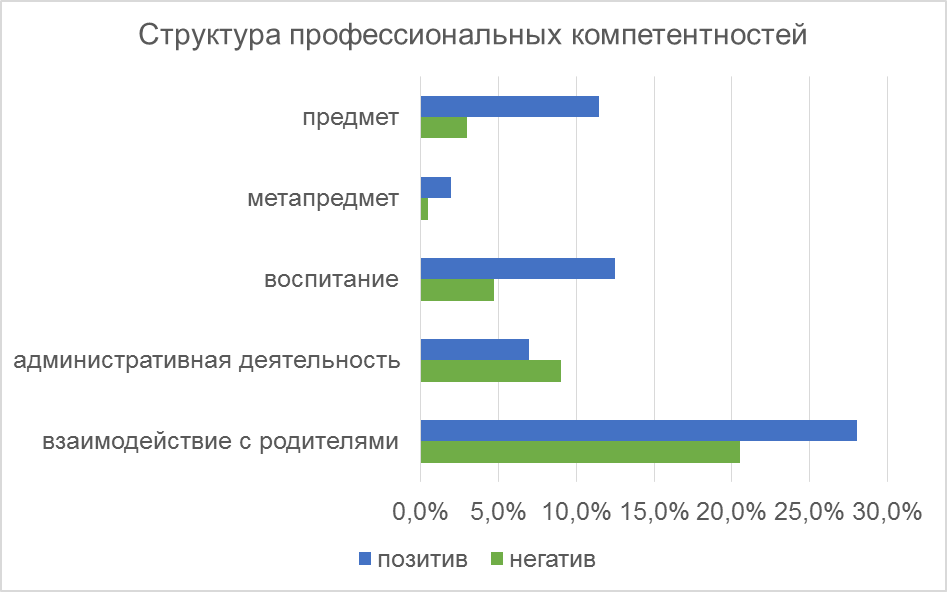 Структура профессиональных компетентностей
предмет
метапредмет
воспитание
административная деятельность
взаимодействие с родителями
0,0% 5,0% 10,0% 15,0% 20,0% 25,0% 30,0%
позитив негатив